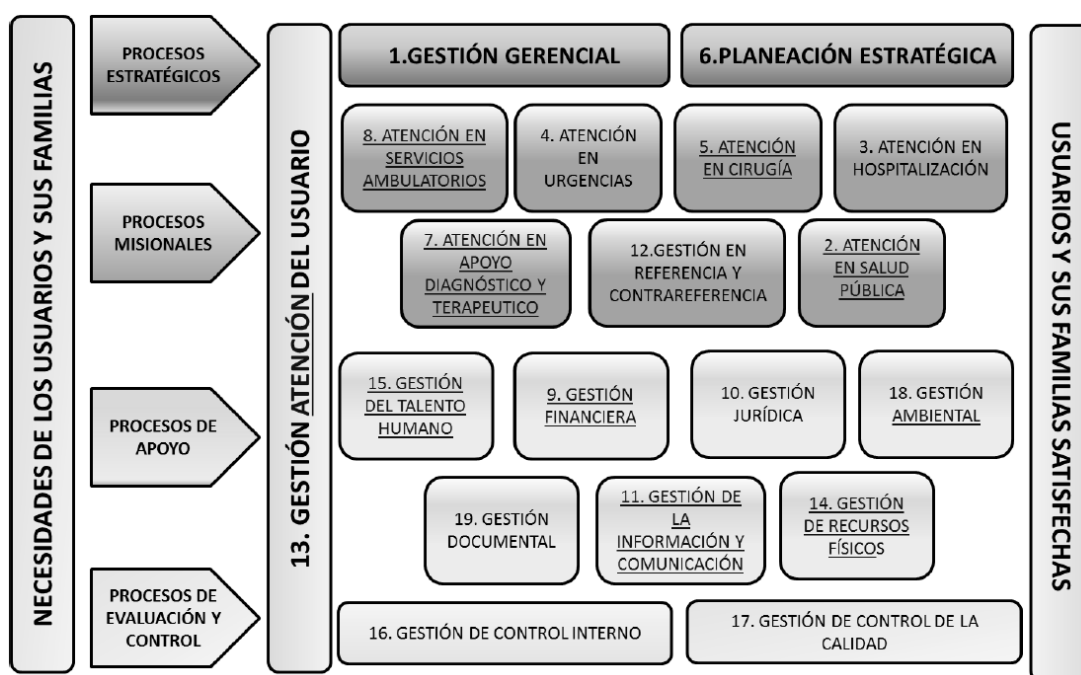 NECESIDADES DE LOS USUARIOS Y SUS FAMILIAS
PROCESOS
ESTRATÉGICOS
PROCESOS
MISIONALES
PROCESOS DE
APOYO
PROCESOS DE
EVALUACIÓN Y
CONTROL
13. GESTIÓN ATENCIÓN DEL USUARIO
1.GESTIÓN GERENCIAL
6.PLANEACIÓN ESTRATÉGICA
8. ATENCIÓN EN
SERVICIOS
AMBULATORIOS
4. ATENCIÓN
EN
URGENCIAS
5. ATENCIÓN
EN CIRUGÍA
3. ATENCIÓN EN
HOSPITALIZACIÓN
7. ATENCIÓN EN
APOYO
DIAGNÓSTICO Y
TERAPEUTICO
12.GESTIÓN EN
REFERENCIA Y
CONTRAREFERENCIA
2. ATENCIÓN
EN SALUD
PÚBLICA
15. GESTIÓN
DEL TALENTO
HUMANO
9. GESTIÓN
FINANCIERA
10. GESTIÓN
JURÍDICA
18. GESTIÓN
AMBIENTAL
19. GESTIÓN
DOCUMENTAL
11. GESTIÓN DE
LA
INFORMACIÓN Y
COMUNICACIÓN
14. GESTIÓN
DE RECURSOS
FÍSICOS
16. GESTIÓN DE CONTROL INTERNO
17. GESTIÓN DE CONTROL DE LA
CALIDAD
USUARIOS Y SUS FAMILIAS SATISFECHAS